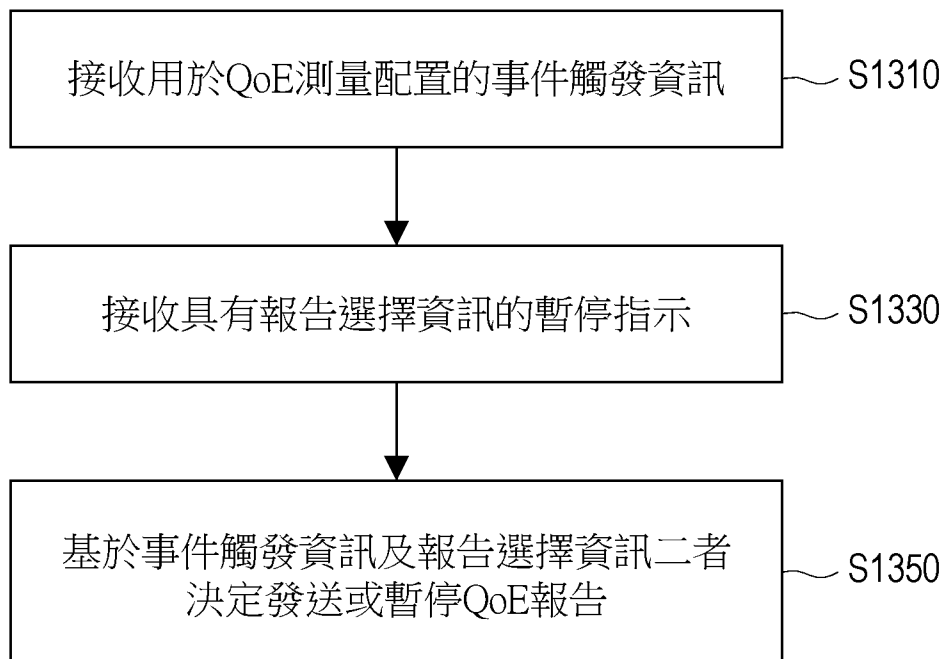 接收用於QoE測量配置的事件觸發資訊
S1310
接收具有報告選擇資訊的暫停指示
S1330
基於事件觸發資訊及報告選擇資訊二者
決定發送或暫停QoE報告
S1350